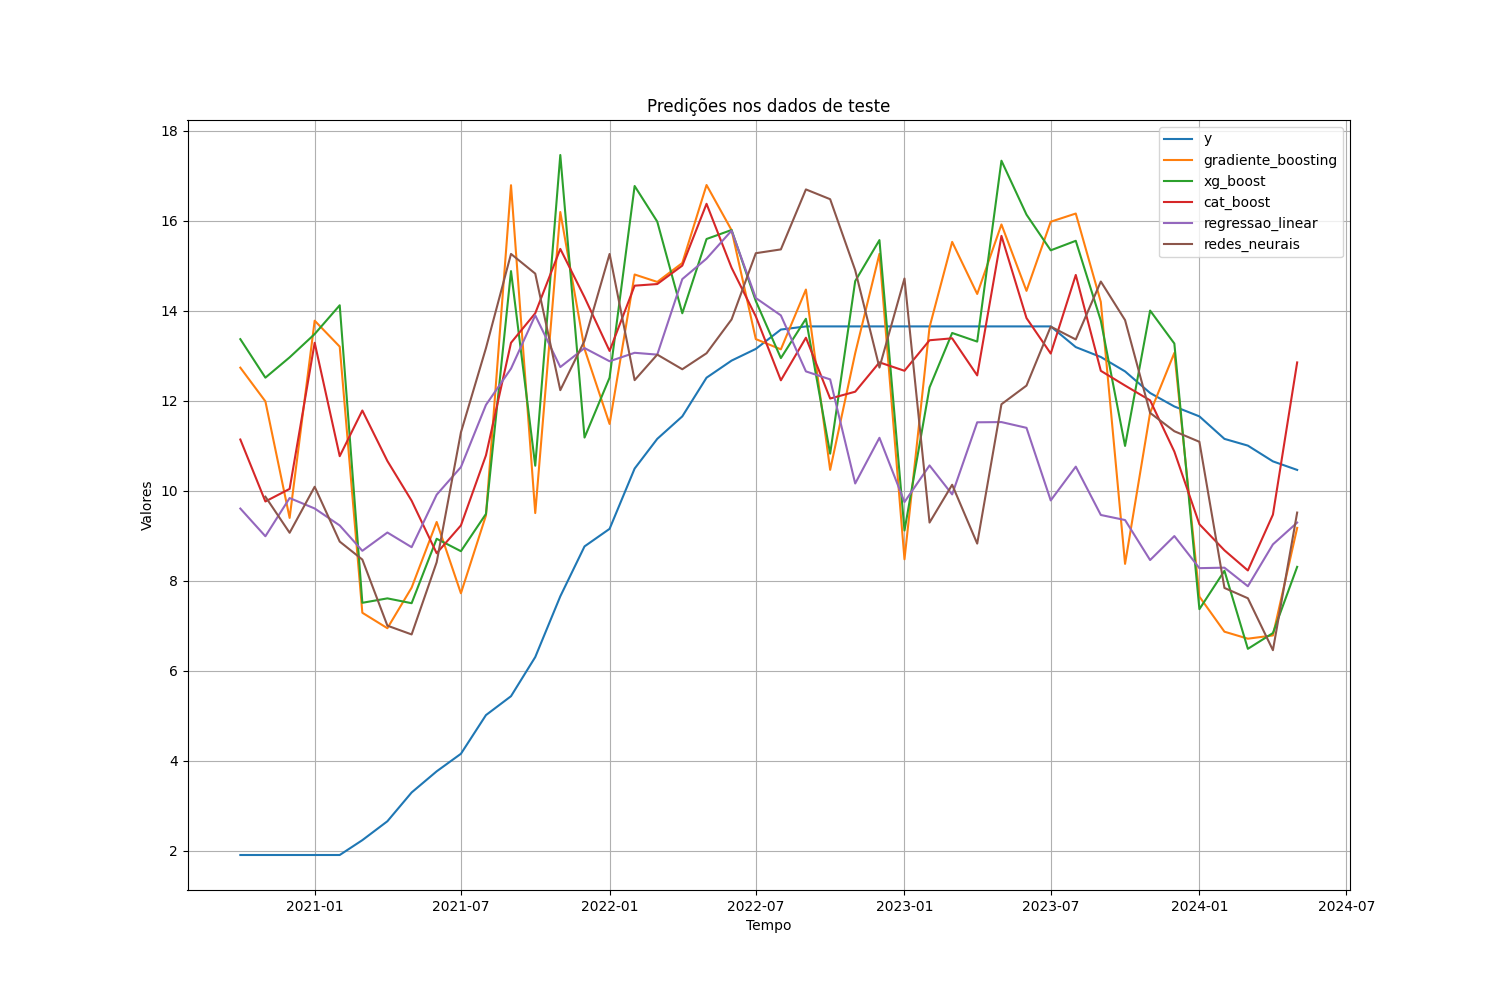 Predições nos dados de teste
18
16
14
12
10
8
6
4
2
Valores
y
gradiente_boosting
xg_boost
cat_boost
regressao_linear
redes_neurais
2021-01
2021-07
2022-01
2022-07
2023-01
2023-07
2024-01
2024-07
Tempo